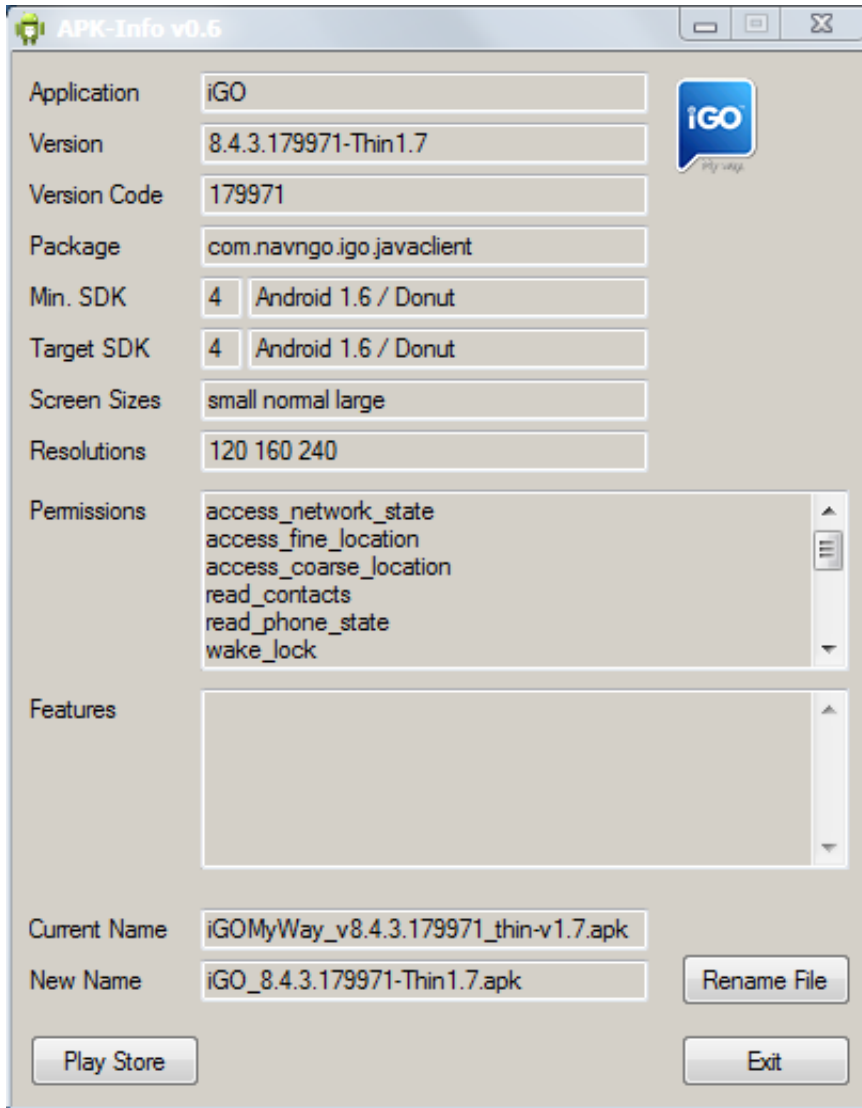 APK-Info v0.6
Application iGO
Version 8.4.3.179971-Thin1.7
Version Code 179971
Package com.navngo.igo.javaclient
Min. SDK 4 Android 1.6 / Donut
Target SDK 4 Android 1.6 / Donut
Screen Sizes small normal large
Resolutions 120 160 240
iGO
My way.
Permissions access_network_state
access_fine_location
access_coarse_location
read_contacts
read_phone_state
wake_lock
Features
Current Name iGOMyWay_v8.4.3.179971_thin-v1.7.apk
New Name iGO_8.4.3.179971-Thin1.7.apk
Rename File
Play Store
Exit